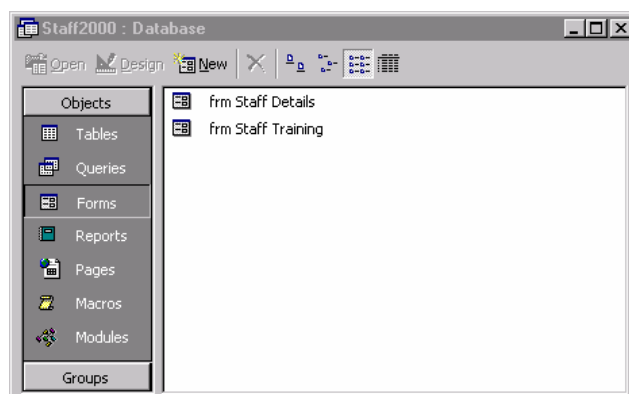 Staff2000 : Database
Open Design New
Objects
Tables
Queries
Forms
Reports
Pages
Macros
Modules
Groups
frm Staff Details
frm Staff Training